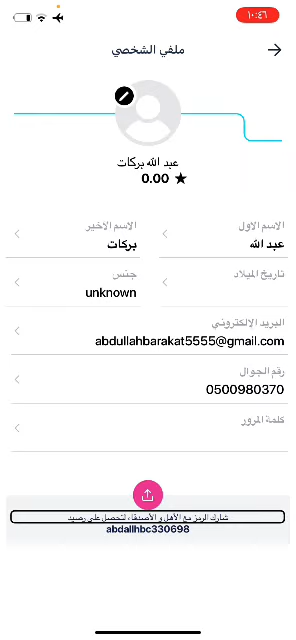 ١٠:٤٦
ملفي الشخصي
عبد الله بركات
0.00
الاسم الاول
عبد الله
الاسم الاخير
بركات
تاريخ الميلاد
جنس
unknown
البريد الإلكتروني
abdullahbarakat5555@gmail.com
رقم الجوال
0500980370
كلمة المرور
شارك الرمز مع الأهل و الأصدقاء لتحصل على رصيد
abdallhbc330698